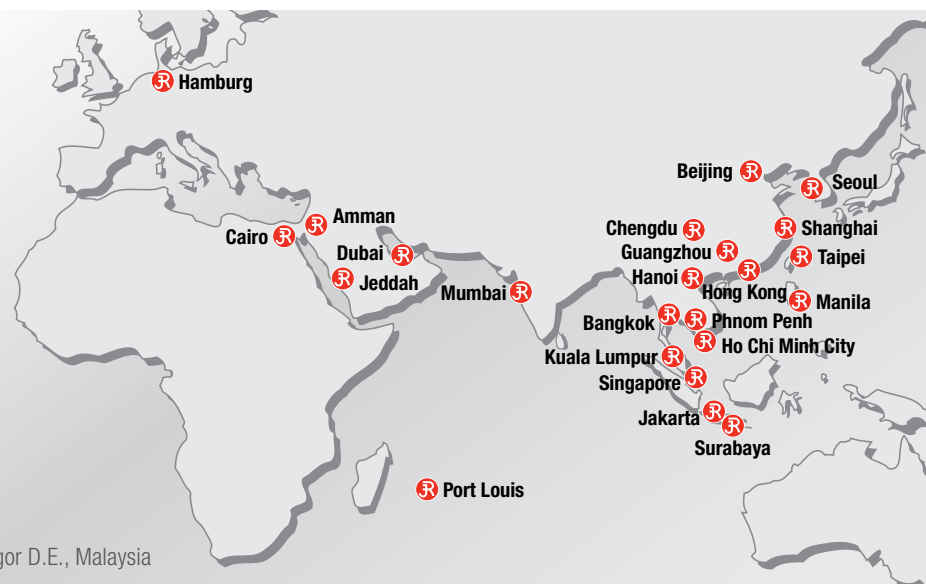 Hamburg
Beijing
Seoul
Amman
Cairo
Chengdu
Shanghai
Guangzhou
Dubai
Taipei
Hanoi
Jeddah
Hong Kong
Mumbai
Manila
Bangkok
Phnom Penh
Ho Chi Minh City
Kuala Lumpur
Singapore
Jakarta
Surabaya
Port Louis
gor D.E., Malaysia